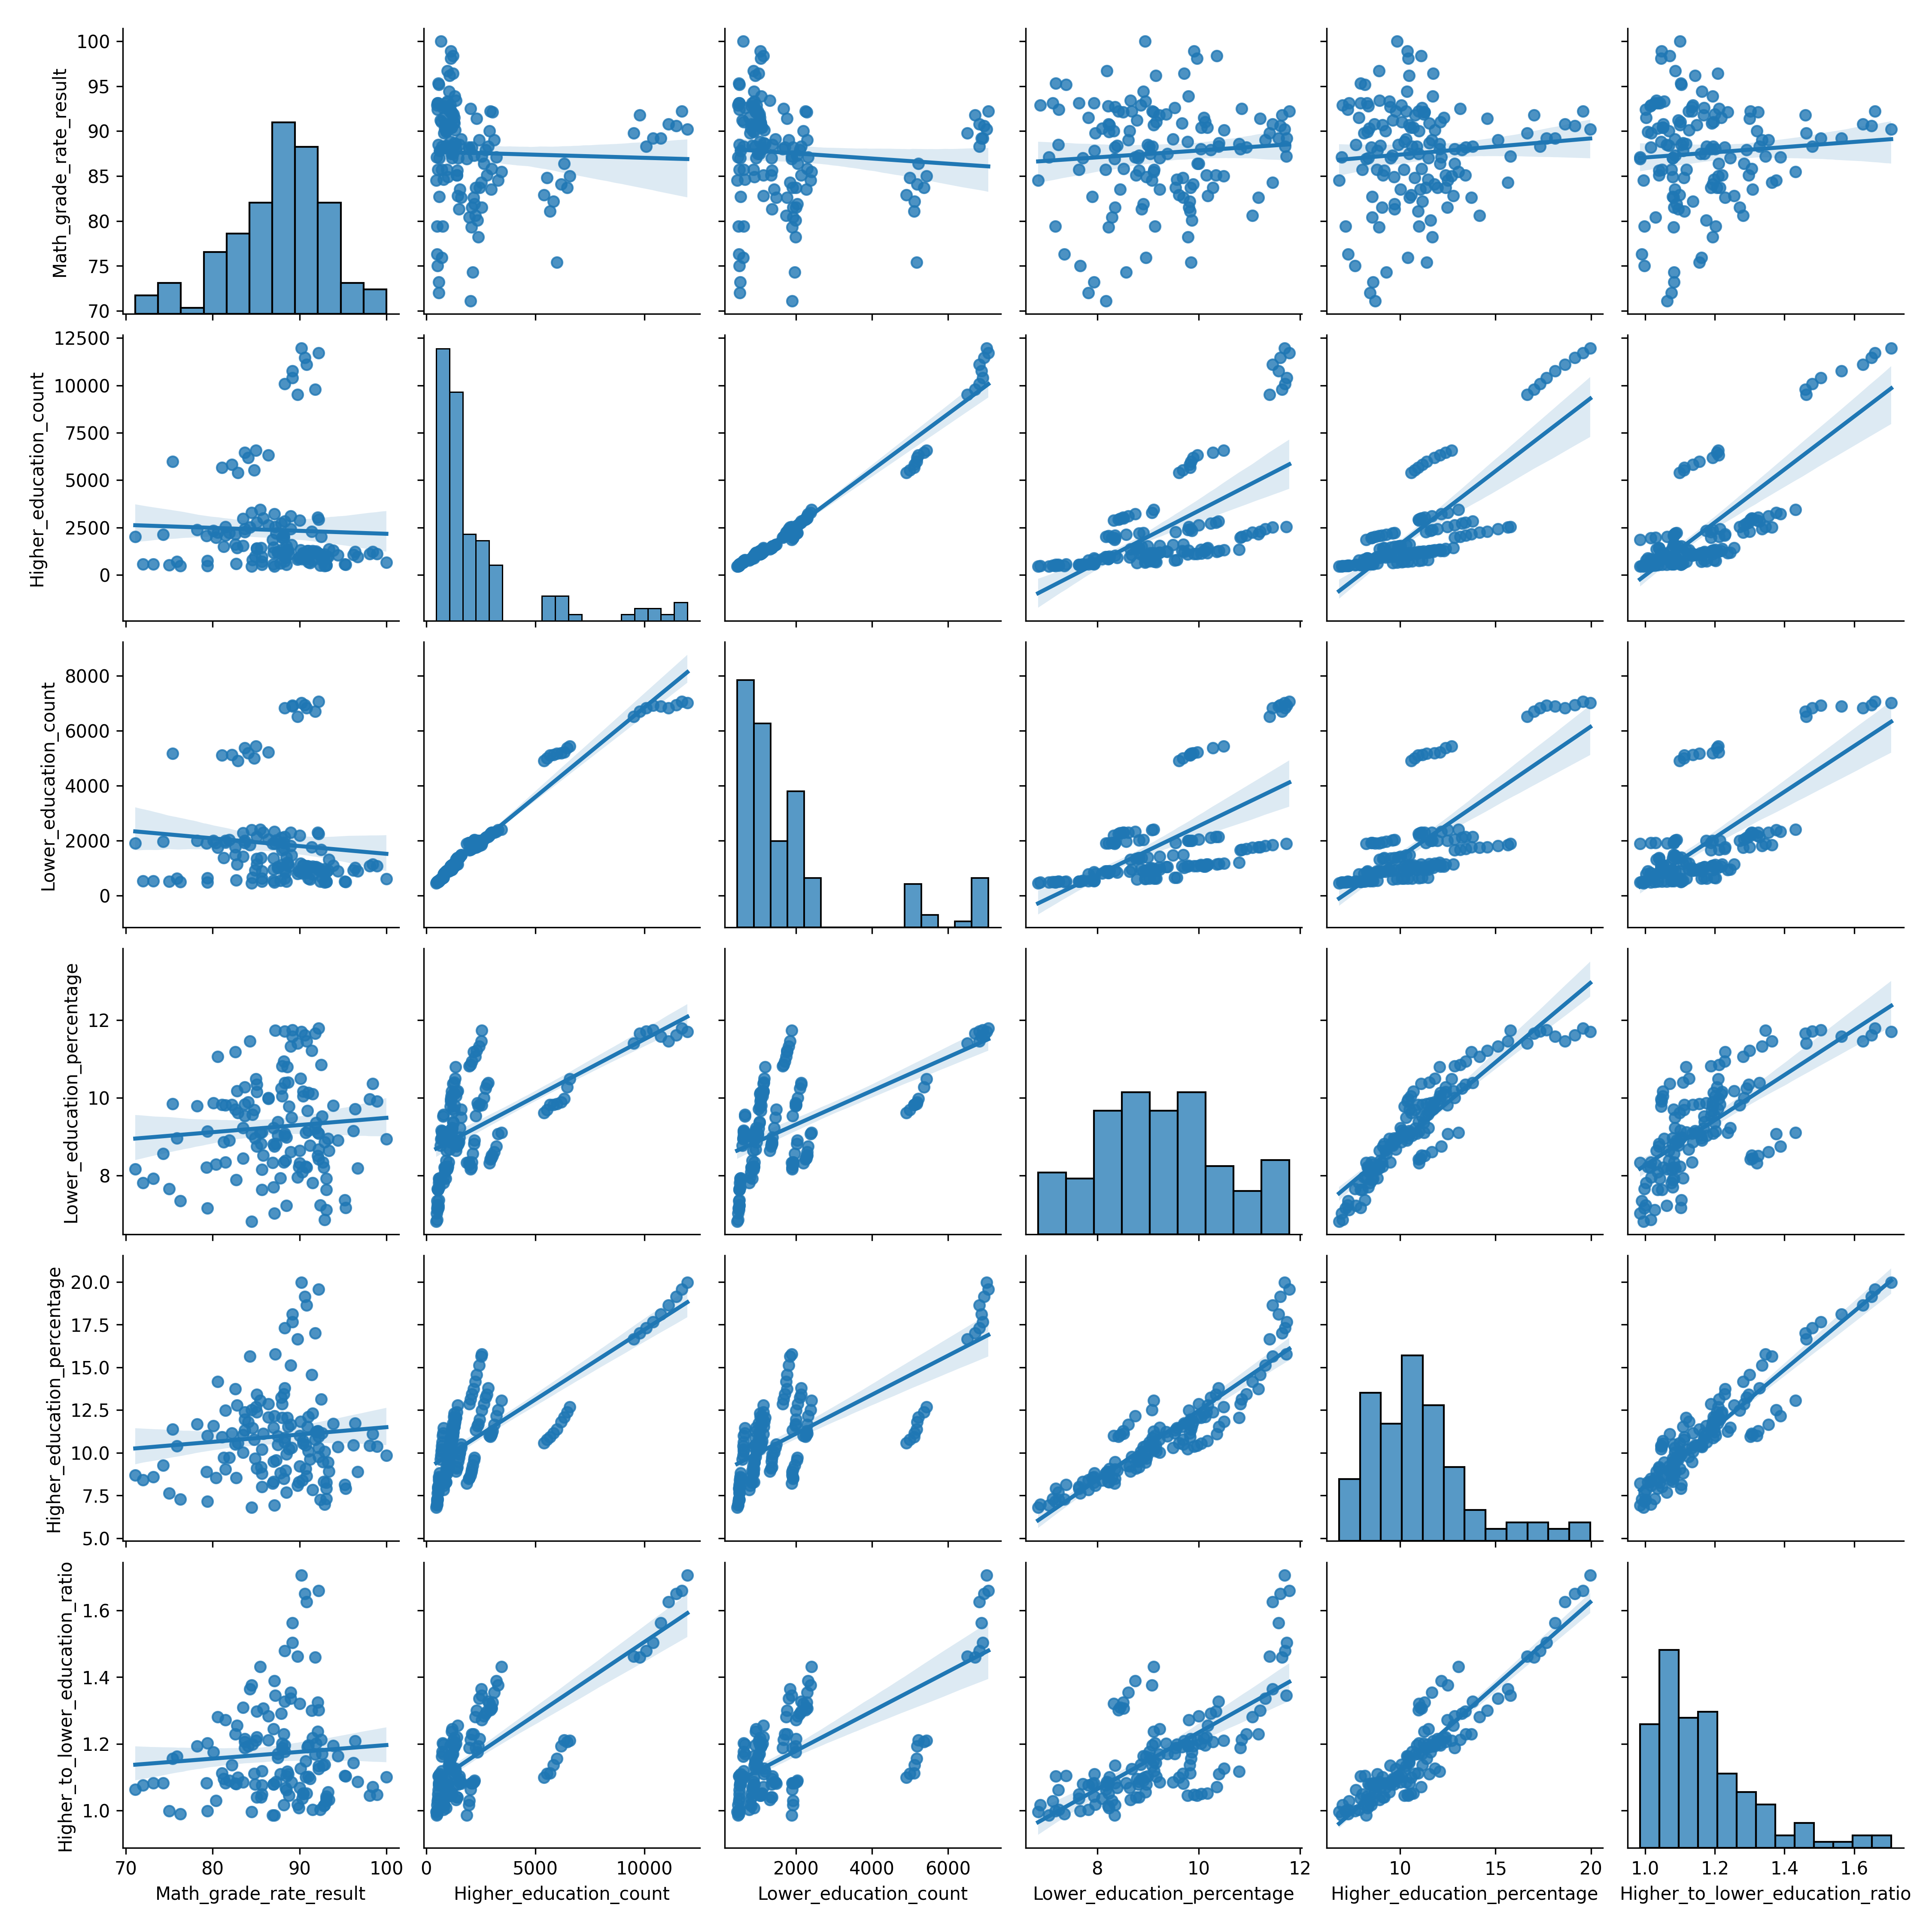 Math_grade_rate_result
100
95
90
85
80
75
70
Higher_education_count
12500
10000
7500
5000
2500
0
Lower_education_count
8000
6000
4000
2000
0
Lower_education_percentage
12
10
8
Higher_education_percentage
20.0
17.5
15.0
12.5
10.0
7.5
5.0
Higher_to_lower_education_ratio
1.6
1.4
1.2
1.0
70 80 90 100
0 5000 10000
2000 4000 6000
8 10 12
10 15 20
1.0 1.2 1.4 1.6
Math_grade_rate_result
Higher_education_count
Lower_education_count
Lower_education_percentage
Higher_education_percentage
Higher_to_lower_education_ratio